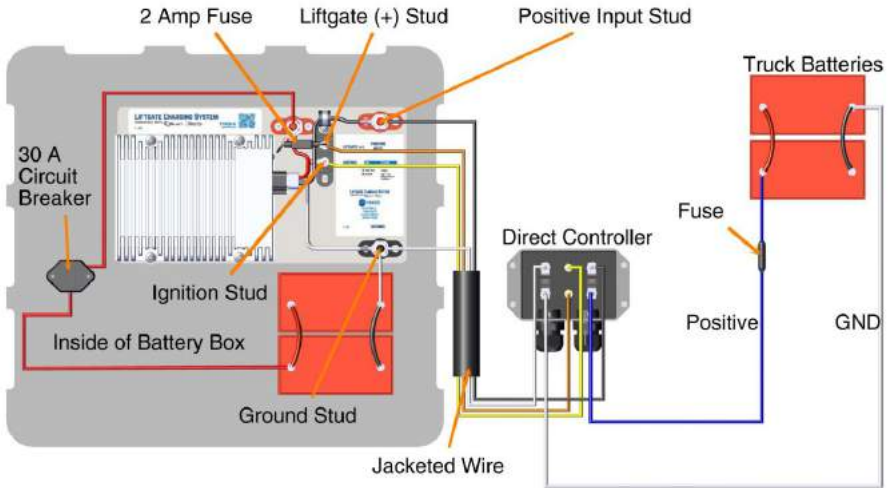 2 Amp Fuse
Liftgate (+) Stud
Positive Input Stud
Truck Batteries
LIFTGATE CHARGING SYSTEM
30 A
Circuit
Breaker
Fuse
Direct Controller
Ignition Stud
Positive
GND
Inside of Battery Box
Ground Stud
Jacketed Wire